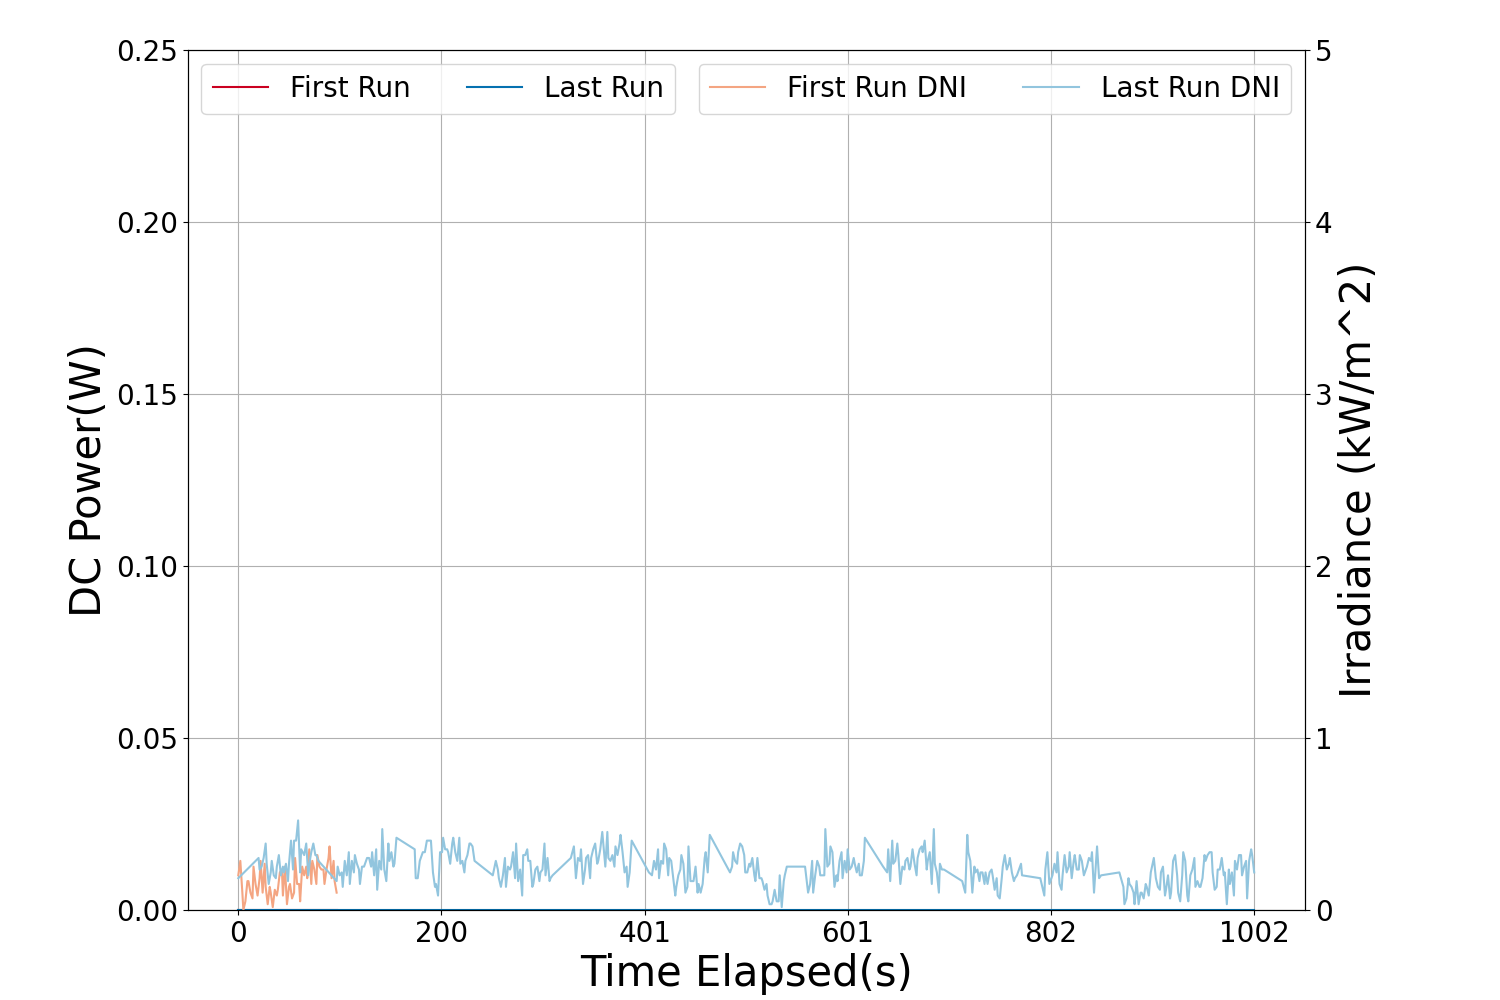 First Run Last Run First Run DNI Last Run DNI
0.25
0.20
0.15
0.10
0.05
0.00
DC Power(W)
5
4
3
2
1
0
Irradiance (kW/m^2)
0 200 401 601 802 1002
Time Elapsed(s)